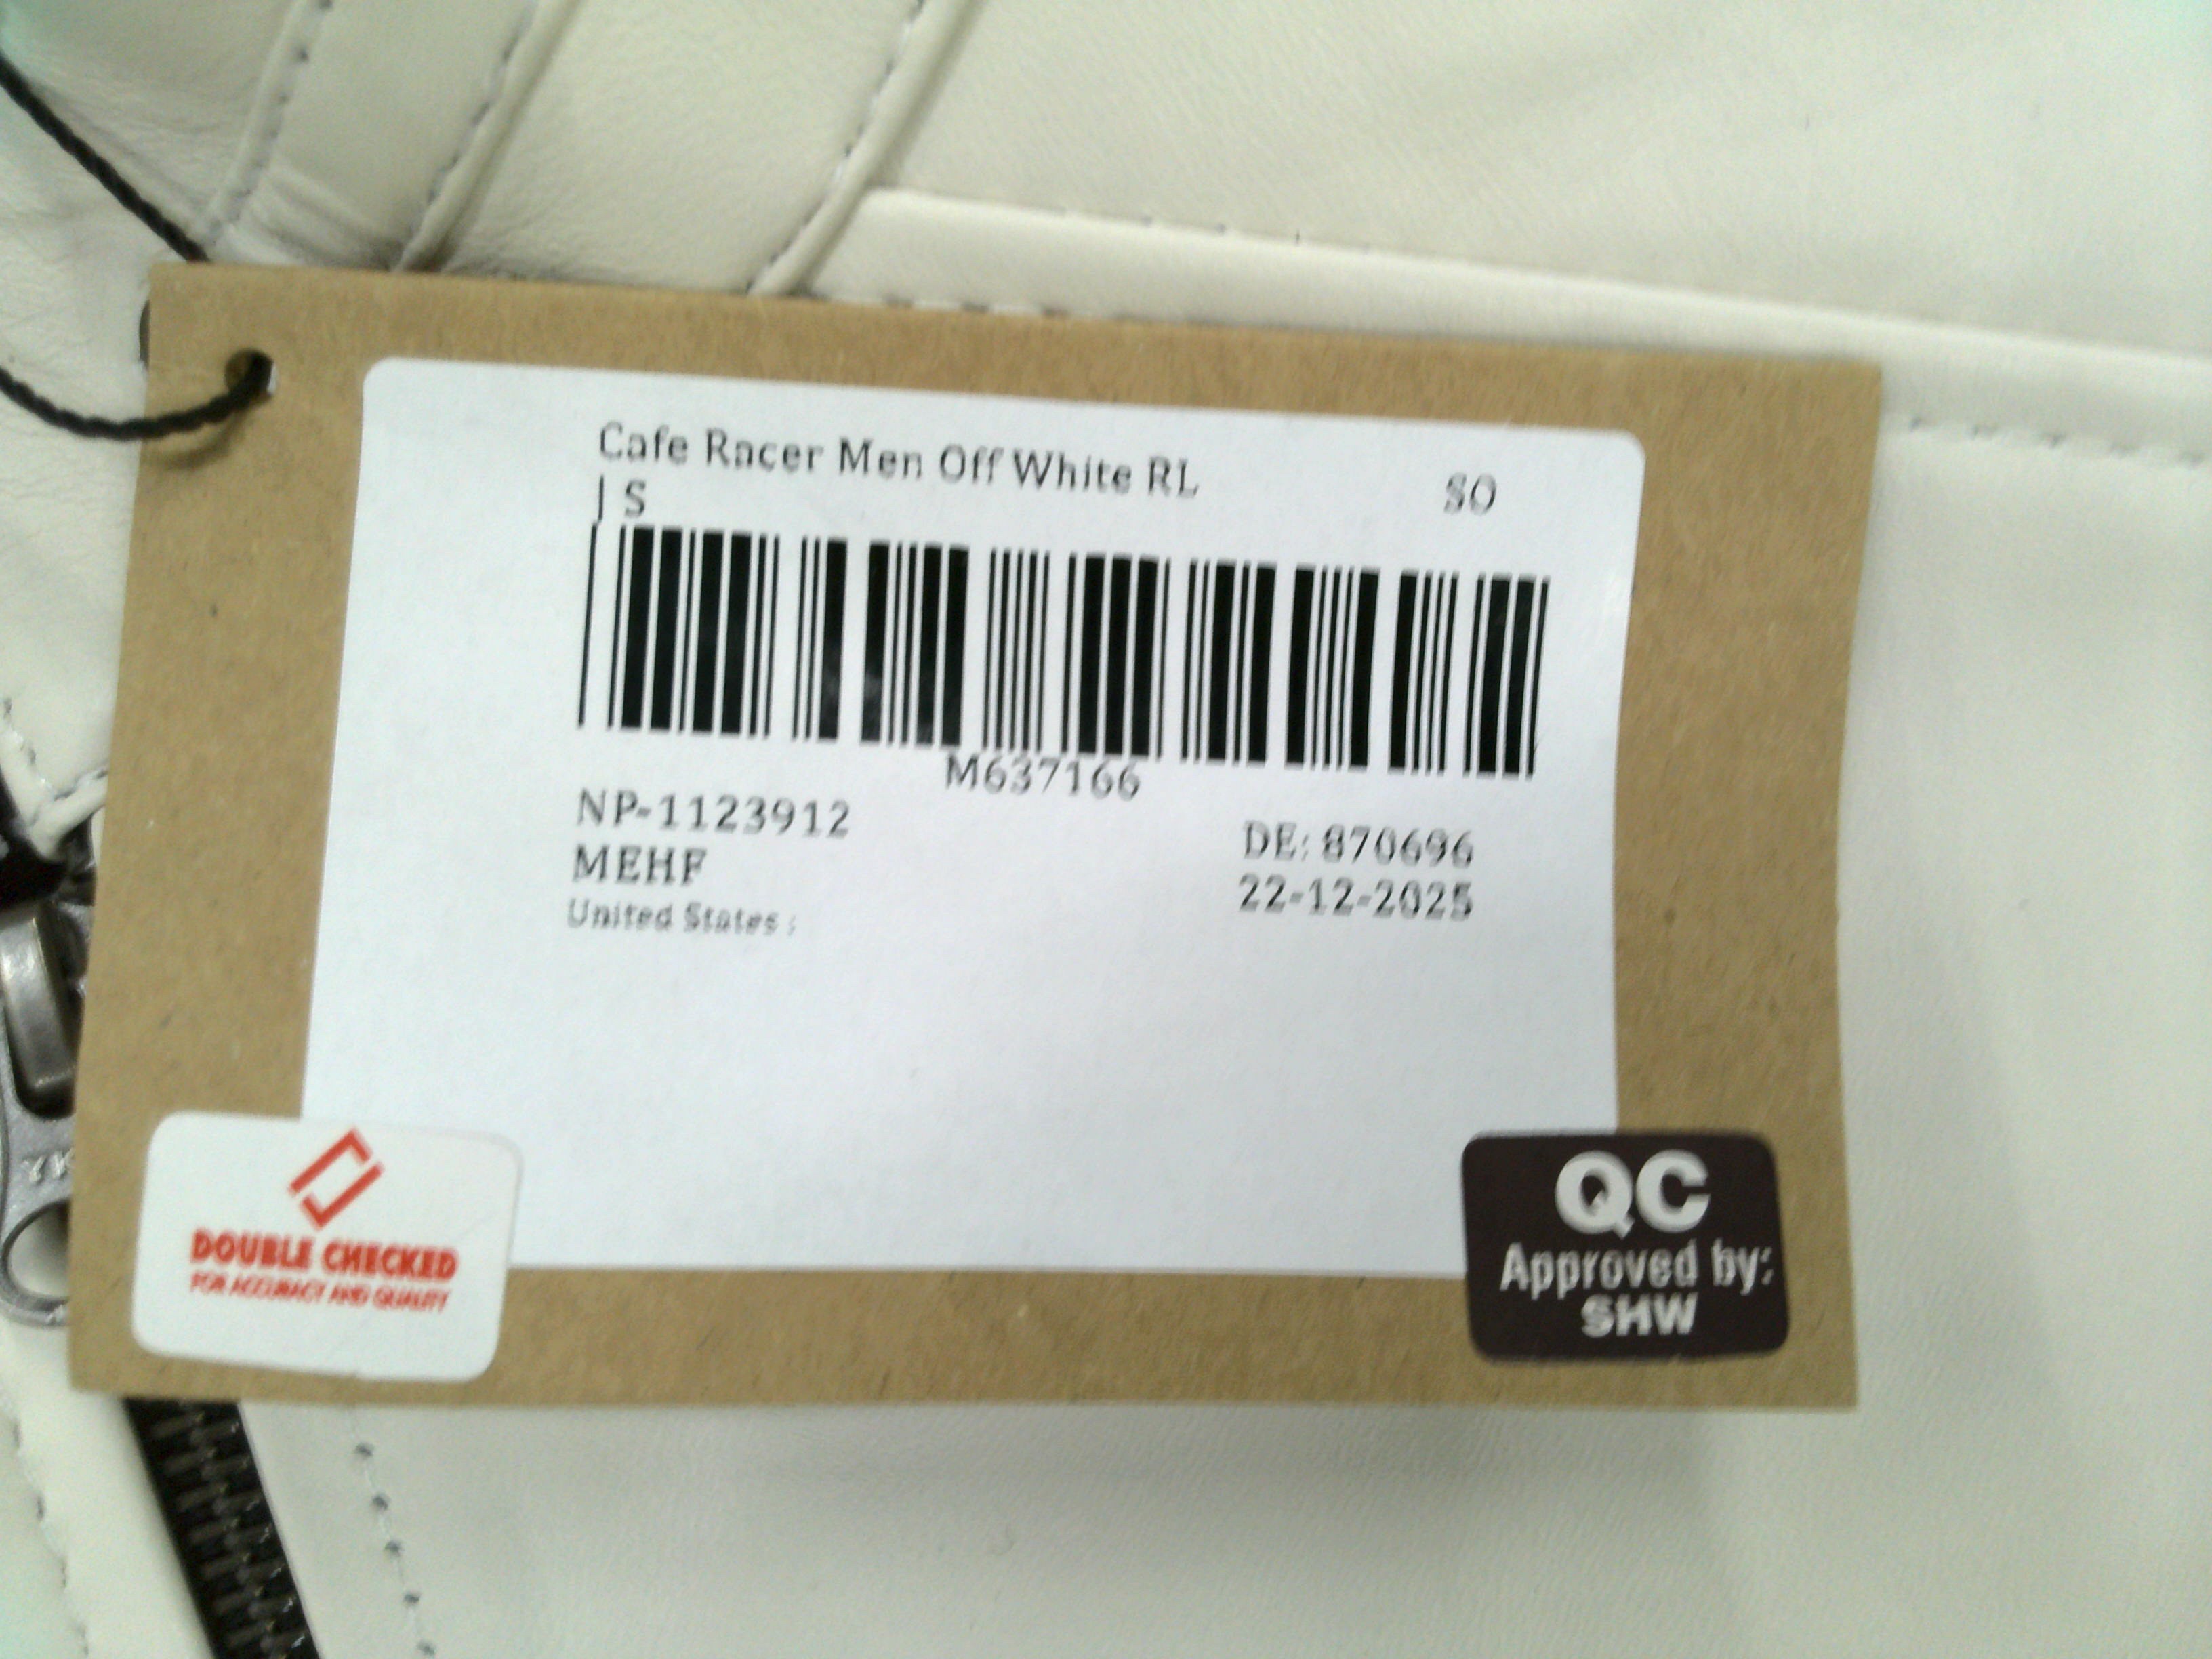 Cafe Racer Men Off White RL
J S
SO
M637166
NP-1123912
MEHF
United States :
DE: 870696
22-12-2025
DOUBLE CHECKED
FOR ACCURACY AND QUALITY
QC
Approved by:
SHW